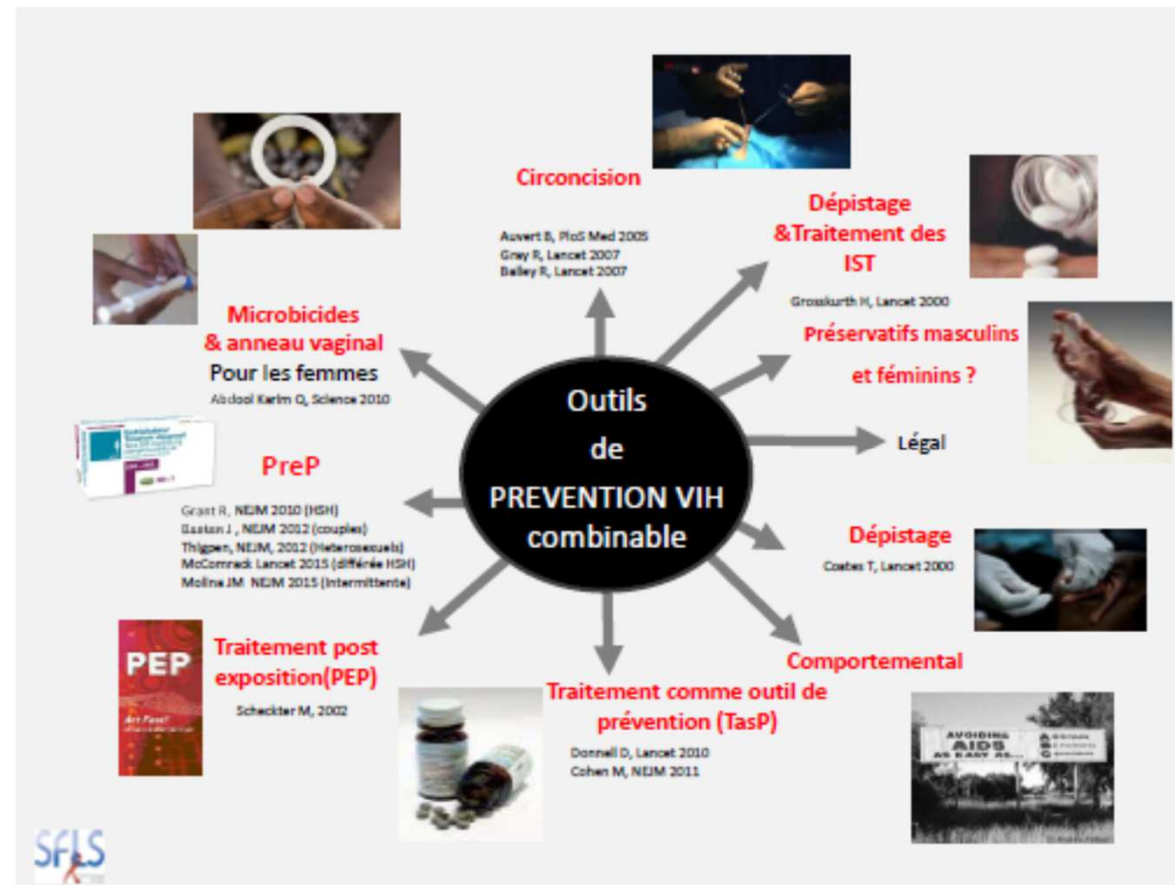 Circoncision
Auvert B, PloS Med 2005
Gray R, Lancet 2007
Bailey R, Lancet 2007
Dépistage
&Traitement des
IST
Grosskurth H, Lancet 2000
Préservatifs masculins
et féminins ?
Légal
Dépistage
Coates T, Lancet 2000
Comportemental
AVOIDING
AIDS
AS EASY AS...
Traitement comme outil de
prévention (TasP)
Donnell D, Lancet 2010
Cohen M, NEJM 2011
Traitement post
exposition(PEP)
Scheckter M, 2002
PEP
PreP
Grant R, NEJM 2010 (HSH)
Baeten J , NEJM 2012 (couples)
Thigpen, NEJM, 2012 (Heterosexuels)
McComrack Lancet 2015 (différée HSH)
Molina JM NEJM 2015 (Intermittente)
Microbicides
& anneau vaginal
Pour les femmes
Abdool Karim Q, Science 2010
Outils
de
PREVENTION VIH
combinable
SFLS